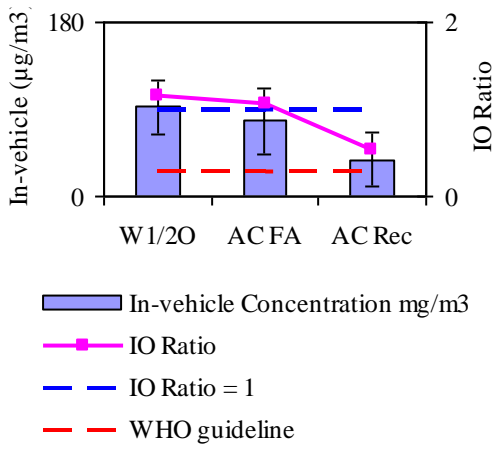 180
2
In-vehicle (µg/m3)
IO Ratio
0
0
W1/2O AC FA AC Rec
In-vehicle Concentration mg/m3
IO Ratio
IO Ratio = 1
WHO guideline